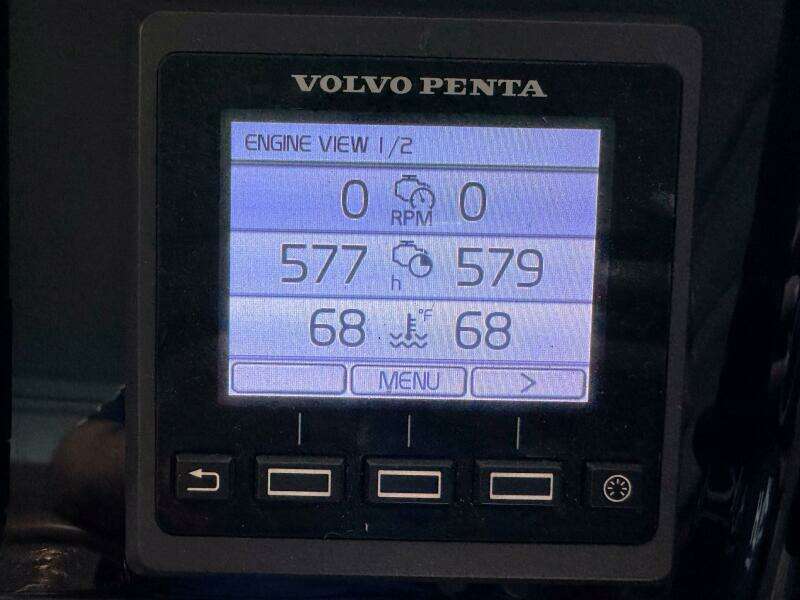 VOLVO PENTA
ENGINE VIEW 1/2
0 RPM 0
577 h 579
68 °F 68
MENU >